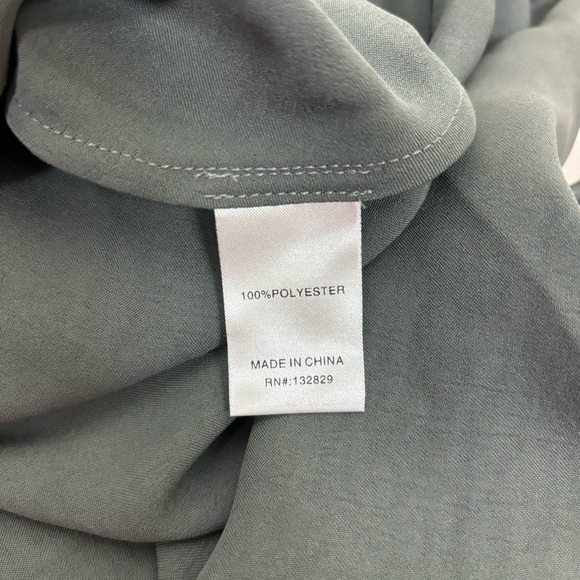 100%POLYESTER
MADE IN CHINA
RN#:132829